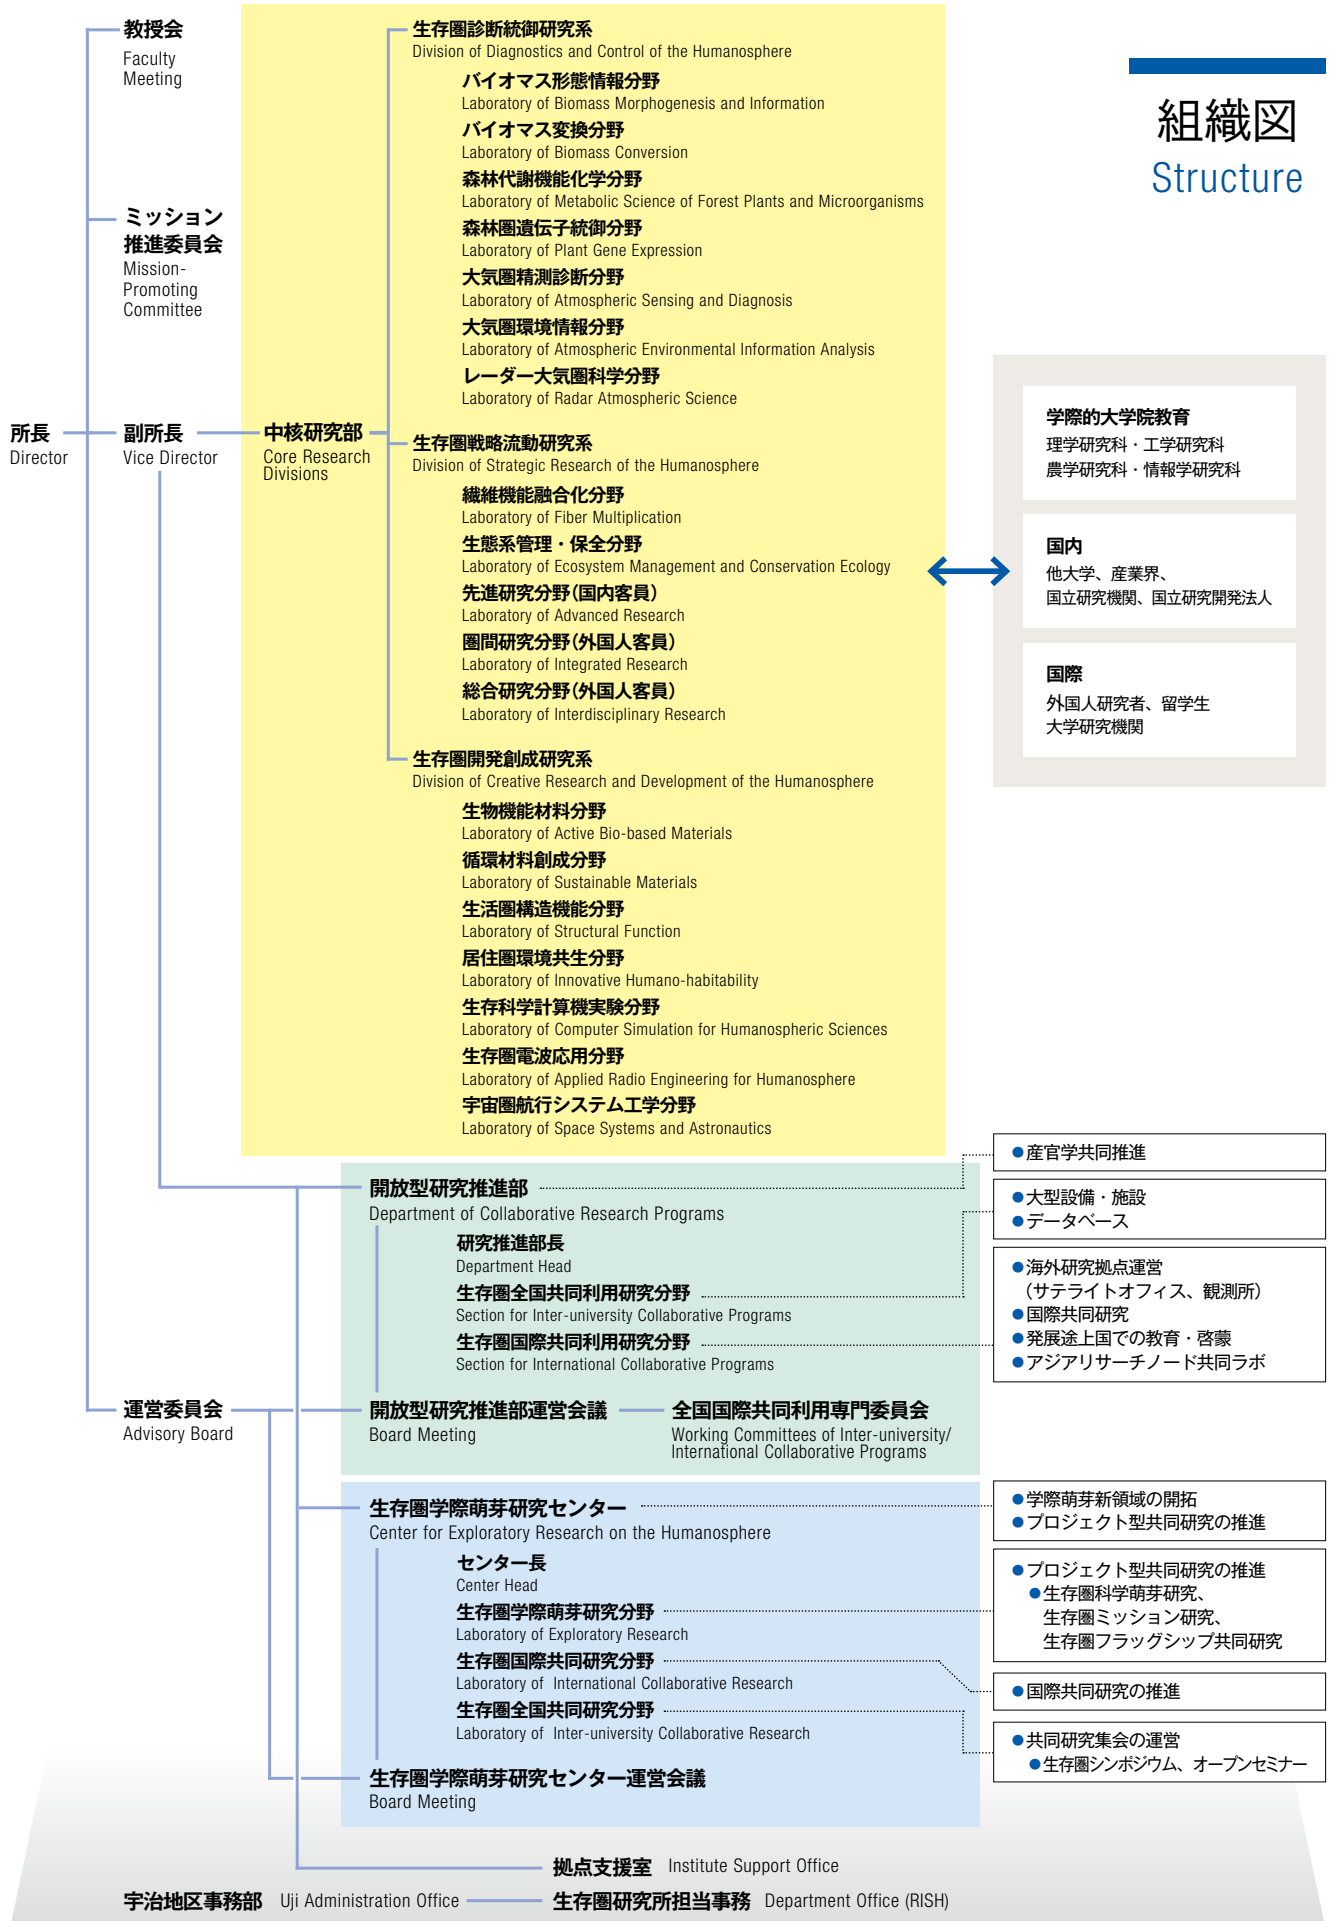 組織図
Structure
教授会
Faculty
Meeting
ミッション
推進委員会
Mission-
Promoting
Committee
所長
Director
副所長
Vice Director
中核研究部
Core Research
Divisions
生存圏診断統御研究系
Division of Diagnostics and Control of the Humanosphere
バイオマス形態情報分野
Laboratory of Biomass Morphogenesis and Information
バイオマス変換分野
Laboratory of Biomass Conversion
森林代謝機能化学分野
Laboratory of Metabolic Science of Forest Plants and Microorganisms
森林圏遺伝子統御分野
Laboratory of Plant Gene Expression
大気圏精測診断分野
Laboratory of Atmospheric Sensing and Diagnosis
大気圏環境情報分野
Laboratory of Atmospheric Environmental Information Analysis
レーダー大気圏科学分野
Laboratory of Radar Atmospheric Science
生存圏戦略流動研究系
Division of Strategic Research of the Humanosphere
繊維機能融合化分野
Laboratory of Fiber Multiplication
生態系管理・保全分野
Laboratory of Ecosystem Management and Conservation Ecology
先進研究分野(国内客員)
Laboratory of Advanced Research
圏間研究分野(外国人客員)
Laboratory of Integrated Research
総合研究分野(外国人客員)
Laboratory of Interdisciplinary Research
生存圏開発創成研究系
Division of Creative Research and Development of the Humanosphere
生物機能材料分野
Laboratory of Active Bio-based Materials
循環材料創成分野
Laboratory of Sustainable Materials
生活圏構造機能分野
Laboratory of Structural Function
居住圏環境共生分野
Laboratory of Innovative Humano-habitability
生存科学計算機実験分野
Laboratory of Computer Simulation for Humanospheric Sciences
生存圏電波応用分野
Laboratory of Applied Radio Engineering for Humanosphere
宇宙圏航行システム工学分野
Laboratory of Space Systems and Astronautics
学際的大学院教育
理学研究科・工学研究科
農学研究科・情報学研究科
国内
他大学、産業界、
国立研究機関、国立研究開発法人
国際
外国人研究者、留学生
大学研究機関
開放型研究推進部
Department of Collaborative Research Programs
研究推進部長
Department Head
生存圏全国共同利用研究分野
Section for Inter-university Collaborative Programs
生存圏国際共同利用研究分野
Section for International Collaborative Programs
●産官学共同推進
●大型設備・施設
●データベース
●海外研究拠点運営
(サテライトオフィス、観測所)
●国際共同研究
●発展途上国での教育・啓蒙
●アジアリサーチノード共同ラボ
運営委員会
Advisory Board
開放型研究推進部運営会議
Board Meeting
全国国際共同利用専門委員会
Working Committees of Inter-university/
International Collaborative Programs
生存圏学際萌芽研究センター
Center for Exploratory Research on the Humanosphere
センター長
Center Head
生存圏学際萌芽研究分野
Laboratory of Exploratory Research
生存圏国際共同研究分野
Laboratory of International Collaborative Research
生存圏全国共同研究分野
Laboratory of Inter-university Collaborative Research
●学際萌芽新領域の開拓
●プロジェクト型共同研究の推進
●プロジェクト型共同研究の推進
●生存圏科学萌芽研究、
生存圏ミッション研究、
生存圏フラッグシップ共同研究
●国際共同研究の推進
●共同研究集会の運営
●生存圏シンポジウム、オープンセミナー
生存圏学際萌芽研究センター運営会議
Board Meeting
拠点支援室 Institute Support Office
宇治地区事務部 Uji Administration Office 生存圏研究所担当事務 Department Office (RISH)